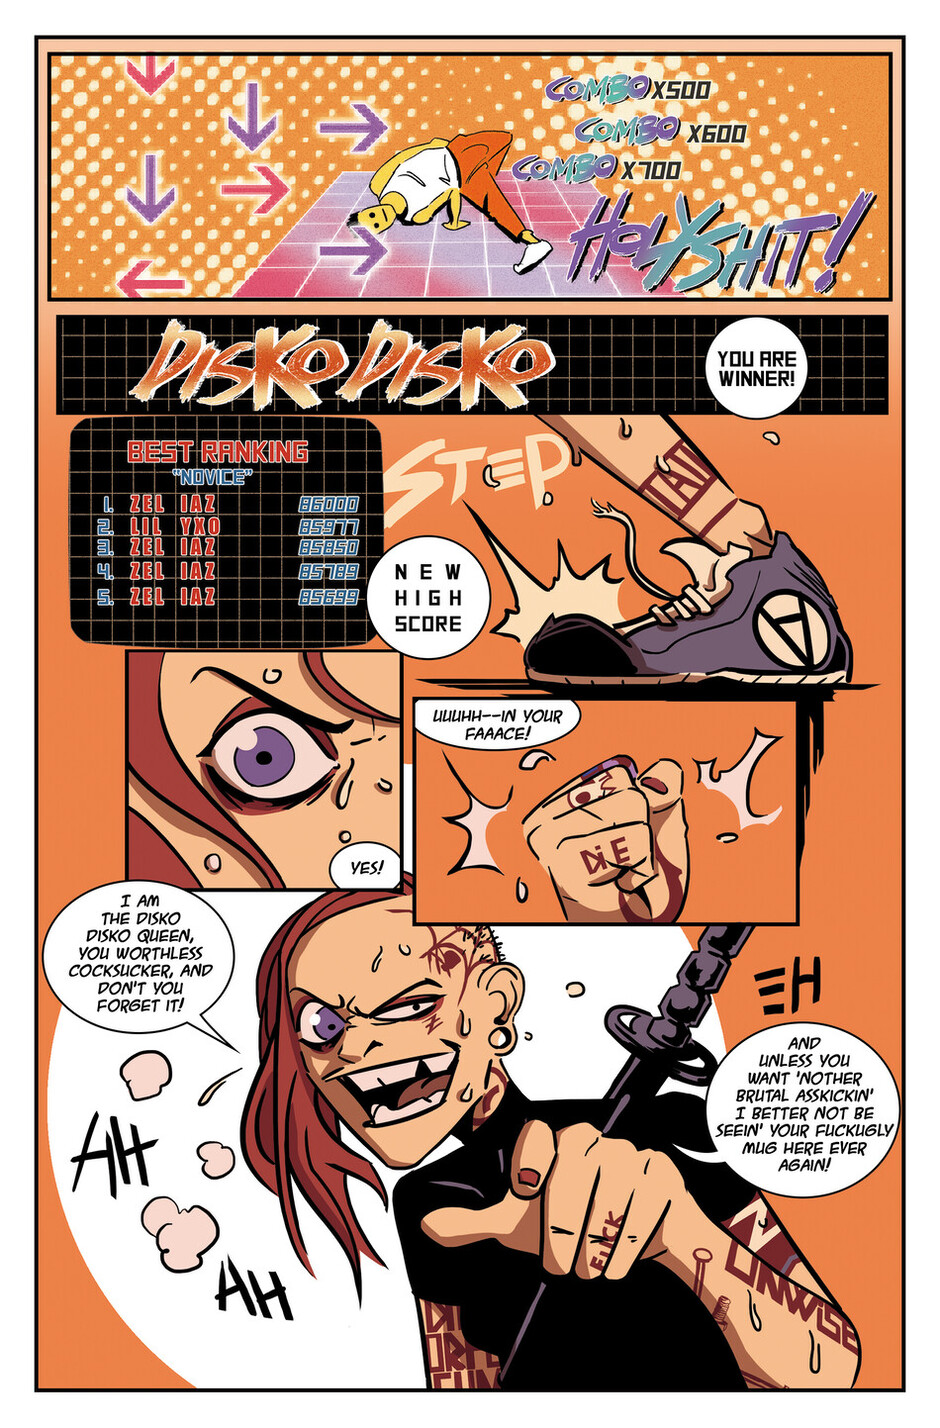 COMBO X500
COMBO X600
COMBO X700
HOLY SHIT!
DISKO DISKO
YOU ARE
WINNER!
BEST RANKING
"NOVICE"
1. ZEL IAZ 86000
2. LIL YXO 85977
3. ZEL IAZ 85850
4. ZEL IAZ 85789
5. ZEL IAZ 85699
STEP
NEW
HIGH
SCORE
UUUHH--IN YOUR
FAAACE!
DIE
YES!
I AM
THE DISKO
DISKO QUEEN,
YOU WORTHLESS
COCKSUCKER, AND
DON'T YOU
FORGET IT!
EH
AND
UNLESS YOU
WANT 'NOTHER
BRUTAL ASSKICKIN'
I BETTER NOT BE
SEEIN' YOUR FUCKUGLY
MUG HERE EVER
AGAIN!
AH
AH
FUCK
UNWISE